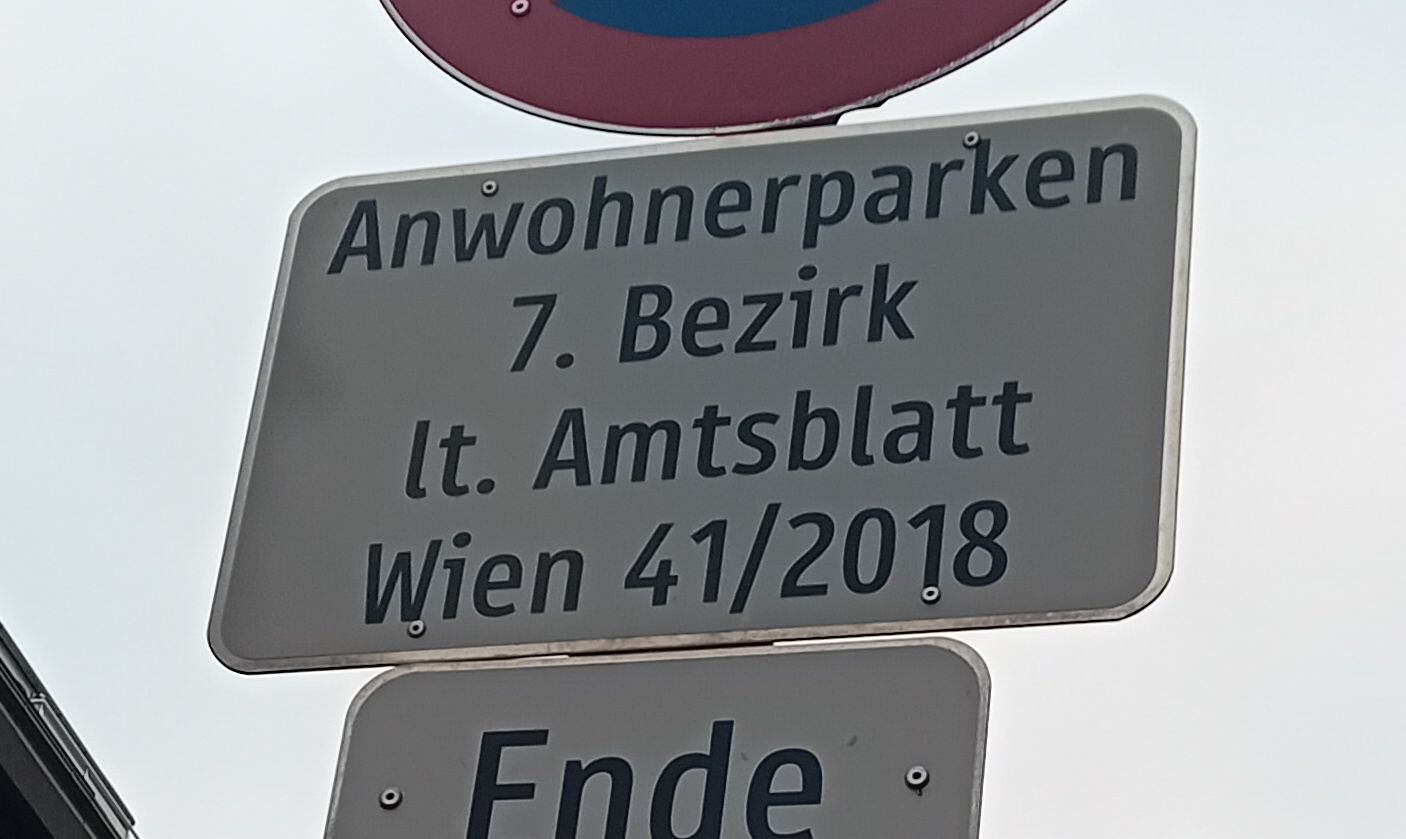 Anwohnerparken
7. Bezirk
lt. Amtsblatt
Wien 41/2018
Ende